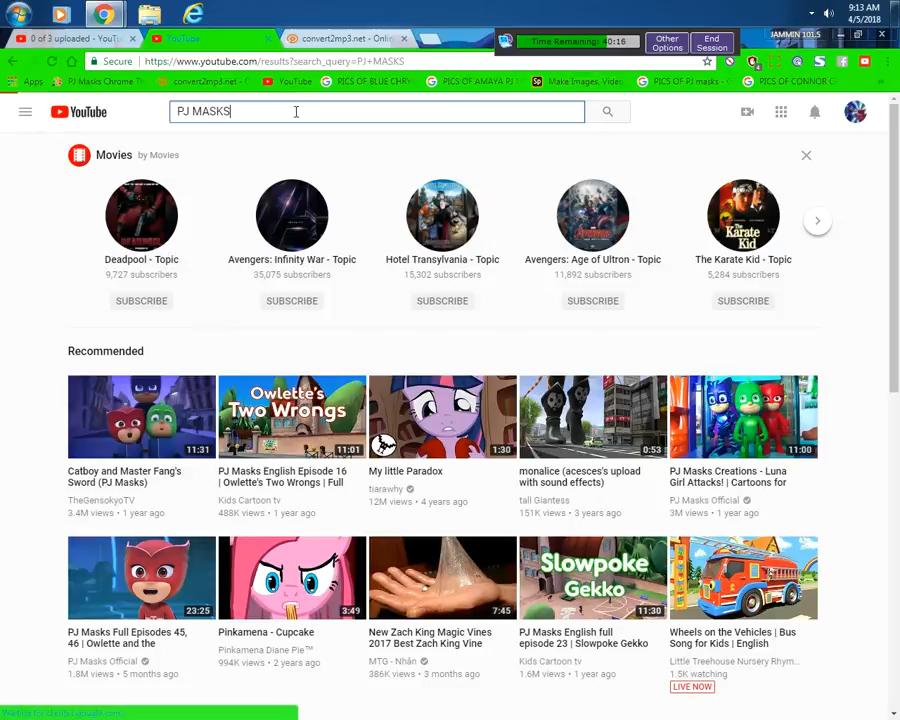 9:13 AM
4/5/2018
0 of 3 uploaded - YouTu
YouTube
convert2mp3.net - Onlin
Time Remaining: 40:16
Other Options
End Session
JAMMIN 101.5
Secure https://www.youtube.com/results?search_query=PJ+MASKS
Apps PJ Masks Chrome Th convert2mp3.net - C YouTube PICS OF BLUE CHRY PICS OF AMAYA PJ Make Images, Video PICS OF PJ masks - PICS OF CONNOR
YouTube PJ MASKS
Movies by Movies
Deadpool - Topic Avengers: Infinity War - Topic Hotel Transylvania - Topic Avengers: Age of Ultron - Topic The Karate Kid - Topic
9,727 subscribers 35,075 subscribers 15,302 subscribers 11,892 subscribers 5,284 subscribers
SUBSCRIBE SUBSCRIBE SUBSCRIBE SUBSCRIBE SUBSCRIBE
The Karate Kid
Recommended
Owlette's
Two Wrongs
11:31 11:01 1:30 0:53 11:00
Catboy and Master Fang's
Sword (PJ Masks)
TheGensokyoTV
3.4M views • 1 year ago
PJ Masks English Episode 16
| Owlette's Two Wrongs | Full
Kids Cartoon tv
488K views • 1 year ago
My little Paradox
tiarawhy
12M views • 4 years ago
monalice (acesces's upload
with sound effects)
tall Giantess
151K views • 3 years ago
PJ Masks Creations - Luna
Girl Attacks! | Cartoons for
PJ Masks Official
3M views • 1 year ago
Slowpoke
Gekko
23:25 3:49 7:45 11:30
PJ Masks Full Episodes 45,
46 | Owlette and the
PJ Masks Official
1.8M views • 5 months ago
Pinkamena - Cupcake
Pinkamena Diane Pie™
994K views • 2 years ago
New Zach King Magic Vines
2017 Best Zach King Vine
MTG - Nhân
386K views • 3 months ago
PJ Masks English full
episode 23 | Slowpoke Gekko
Kids Cartoon tv
1.6M views • 1 year ago
Wheels on the Vehicles | Bus
Song for Kids | English
Little Treehouse Nursery Rhym...
1.5K watching
LIVE NOW